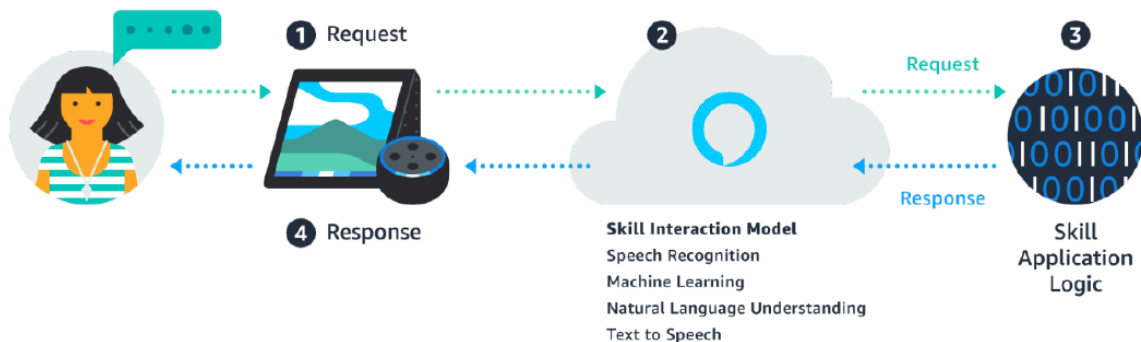 1 Request
2
3
Request
Response
4 Response
Skill Interaction Model
Speech Recognition
Machine Learning
Natural Language Understanding
Text to Speech
Skill
Application
Logic